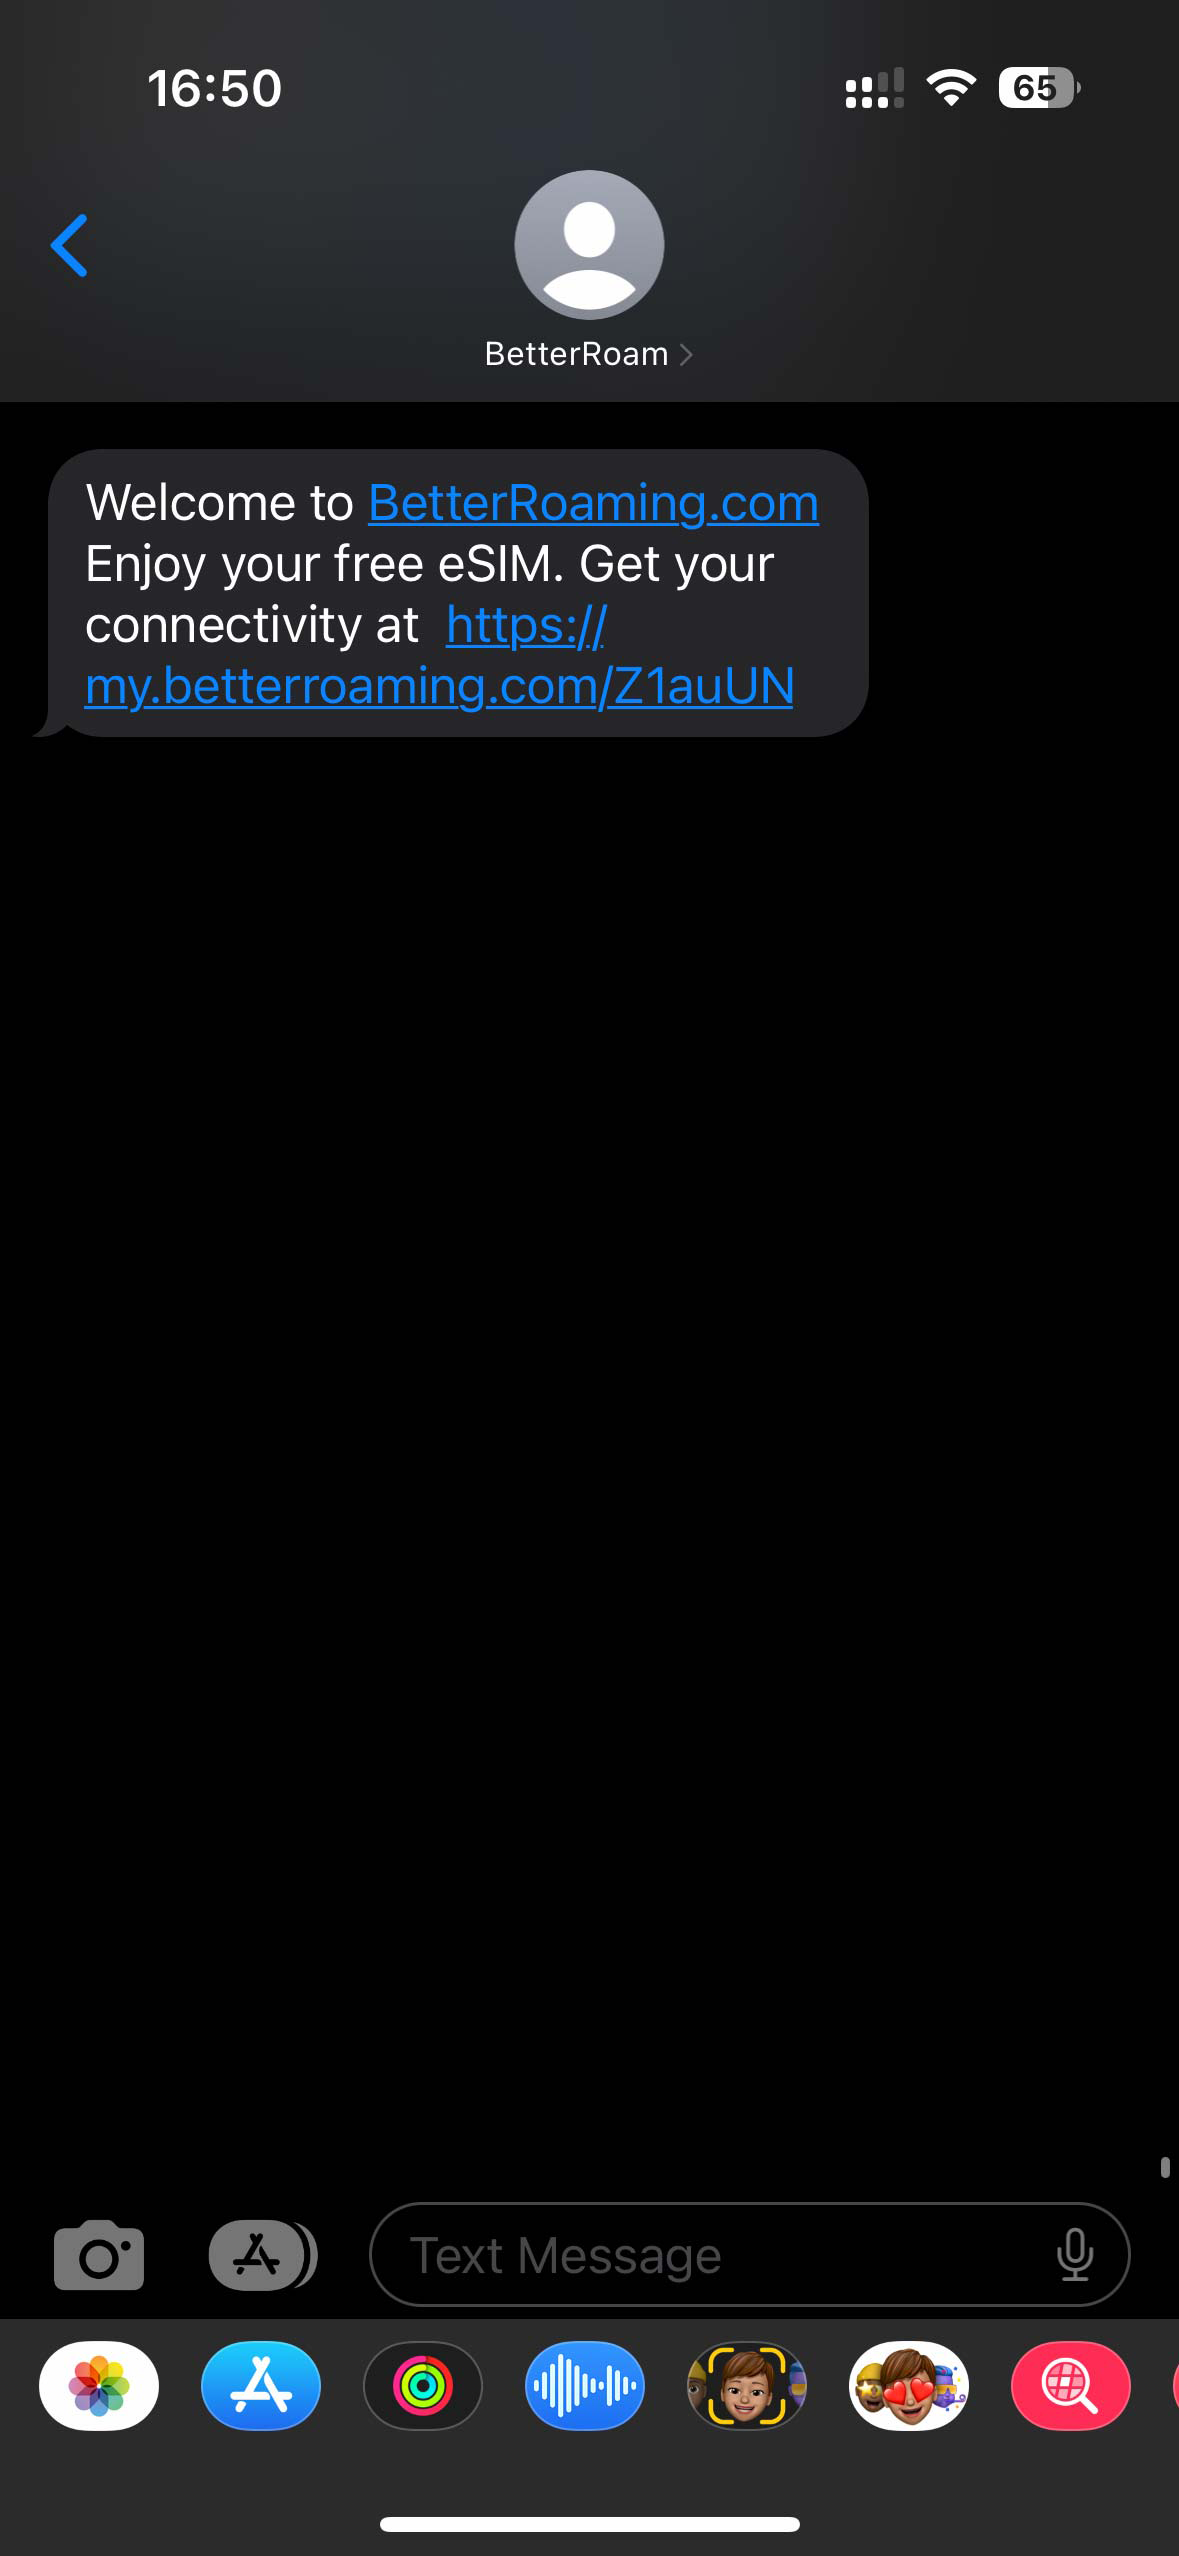 16:50
65
BetterRoam
Welcome to BetterRoaming.com
Enjoy your free eSIM. Get your
connectivity at  https://
my.betterroaming.com/Z1auUN
Text Message